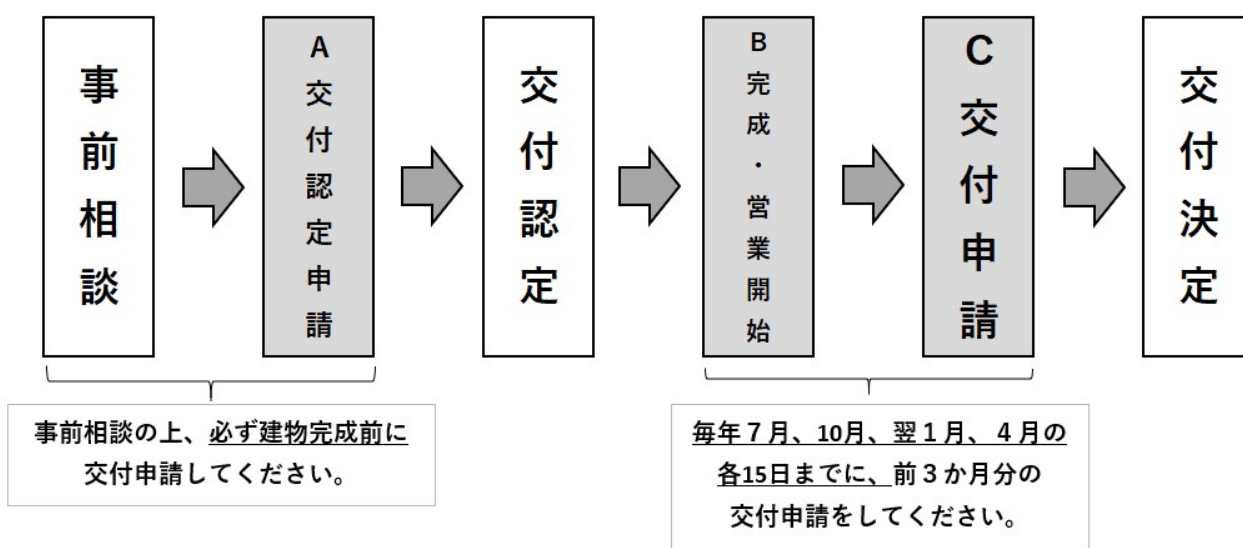 事前相談
A交付認定申請
交付認定
B完成・営業開始
C交付申請
交付決定
事前相談の上、必ず建物完成前に
交付申請してください。
毎年7月、10月、翌1月、4月の
各15日までに、前3か月分の
交付申請をしてください。